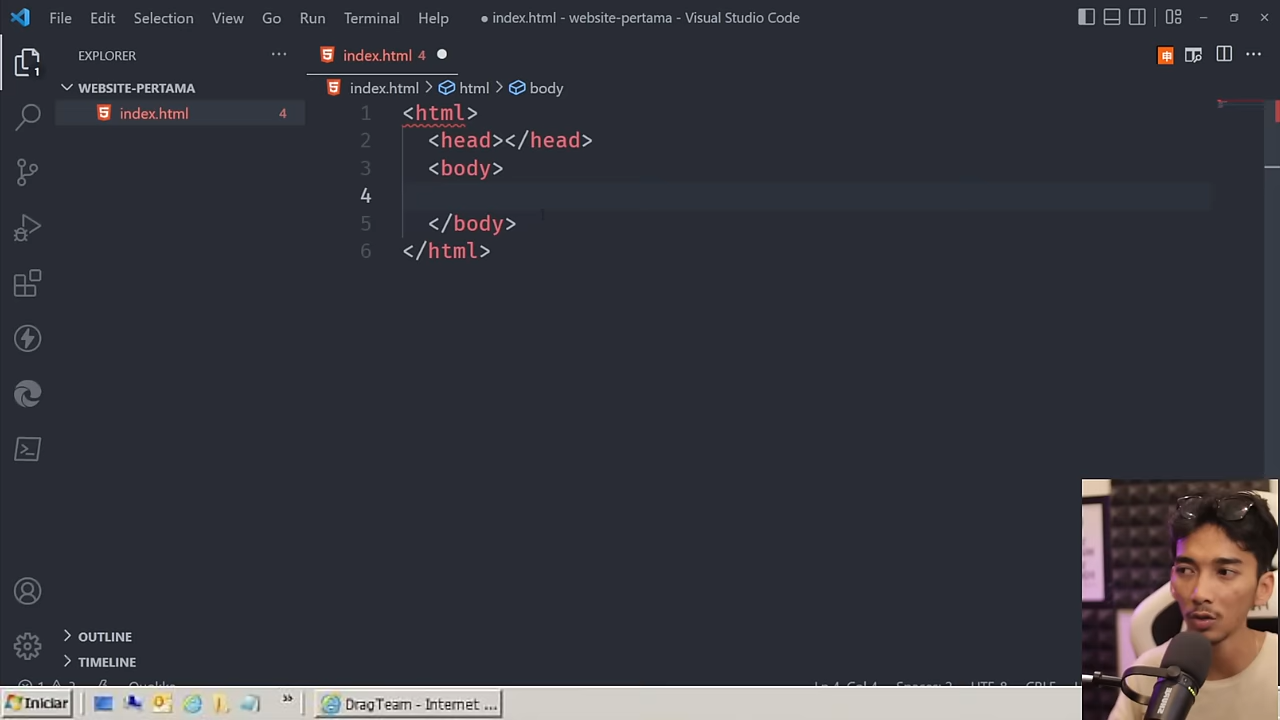 File Edit Selection View Go Run Terminal Help
● index.html - website-pertama - Visual Studio Code
1
EXPLORER
WEBSITE-PERTAMA
index.html 4
OUTLINE
TIMELINE
index.html 4
index.html > html > body
1 <html>
2 <head></head>
3 <body>
4
5 </body>
6 </html>
Iniciar
»
DragTeam - Internet ...